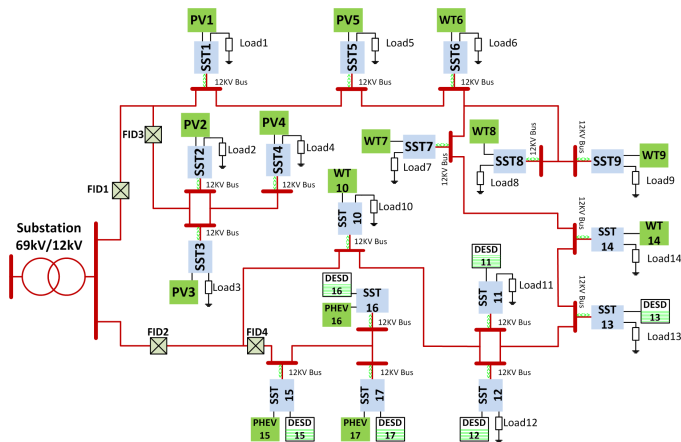 PV1
Load1
SST1
12KV Bus
PV5
Load5
SST5
12KV Bus
WT6
Load6
SST6
12KV Bus
FID3
PV2
Load2
SST2
12KV Bus
PV4
Load4
SST4
12KV Bus
WT7
SST7
Load7
12KV Bus
WT8
SST8
Load8
12KV Bus
12KV Bus
SST9
WT9
Load9
FID1
Substation
69kV/12kV
12KV Bus
SST3
PV3
Load3
WT
10
Load10
SST
10
12KV Bus
12KV Bus
SST
14
WT
14
Load14
DESD
11
Load11
SST
11
12KV Bus
12KV Bus
SST
13
DESD
13
Load13
DESD
16
PHEV
16
SST
16
12KV Bus
FID2
FID4
12KV Bus
SST
15
PHEV
15
DESD
15
12KV Bus
SST
17
PHEV
17
DESD
17
12KV Bus
SST
12
DESD
12
Load12